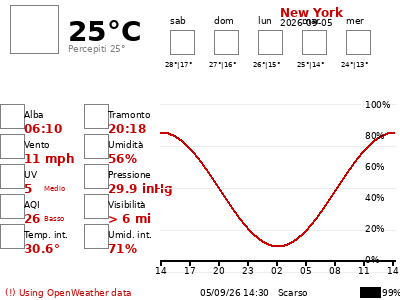 New York
2026-09-05
25°C
Percepiti 25°
sab dom lun mar mer
28°|17° 27°|16° 26°|15° 25°|14° 24°|13°
Alba
06:10
Tramonto
20:18
Vento
11 mph
Umidità
56%
UV
5 Medio
Pressione
29.9 inHg
AQI
26 Basso
Visibilità
> 6 mi
Temp. int.
30.6°
Umid. int.
71%
100%
80%
60%
40%
20%
0%
14 17 20 23 02 05 08 11 14
(!) Using OpenWeather data
05/09/26 14:30 Scarso
99%